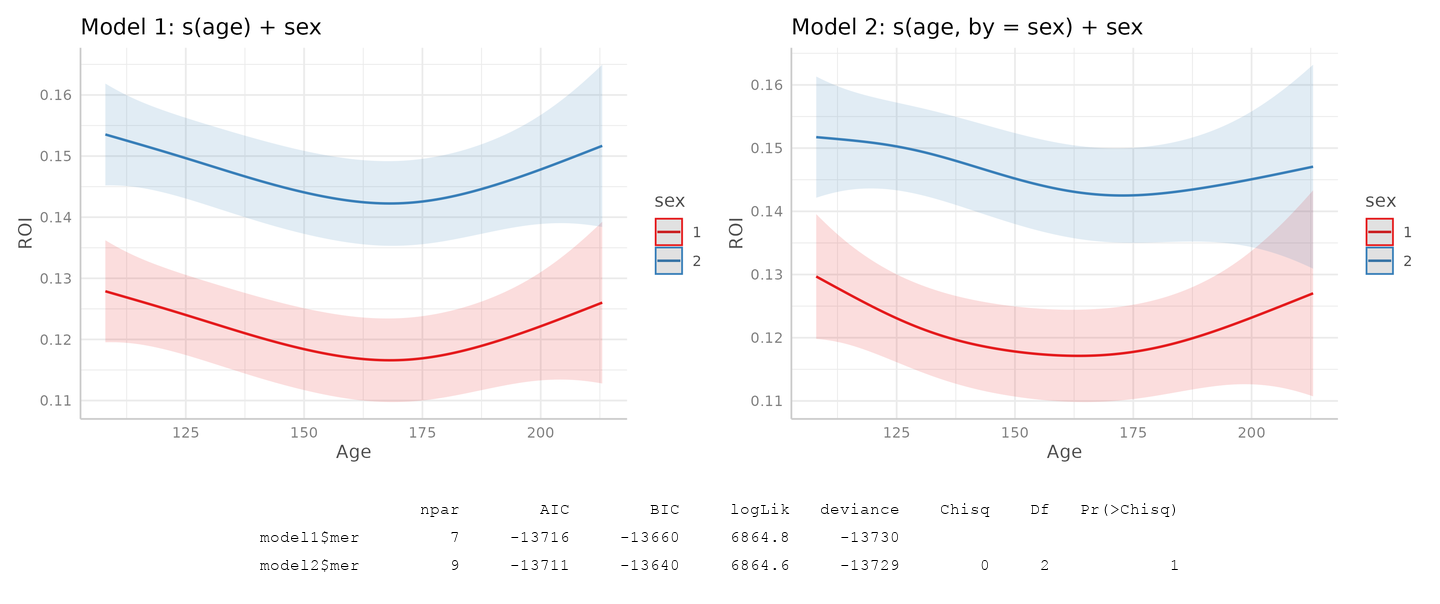 Model 1: s(age) + sex
ROI
0.16
0.15
0.14
0.13
0.12
0.11
125 150 175 200
Age
sex
1
2
Model 2: s(age, by = sex) + sex
ROI
0.16
0.15
0.14
0.13
0.12
0.11
125 150 175 200
Age
sex
1
2
npar AIC BIC logLik deviance Chisq Df Pr(>Chisq)
model1$mer 7 -13716 -13660 6864.8 -13730
model2$mer 9 -13711 -13640 6864.6 -13729 0 2 1